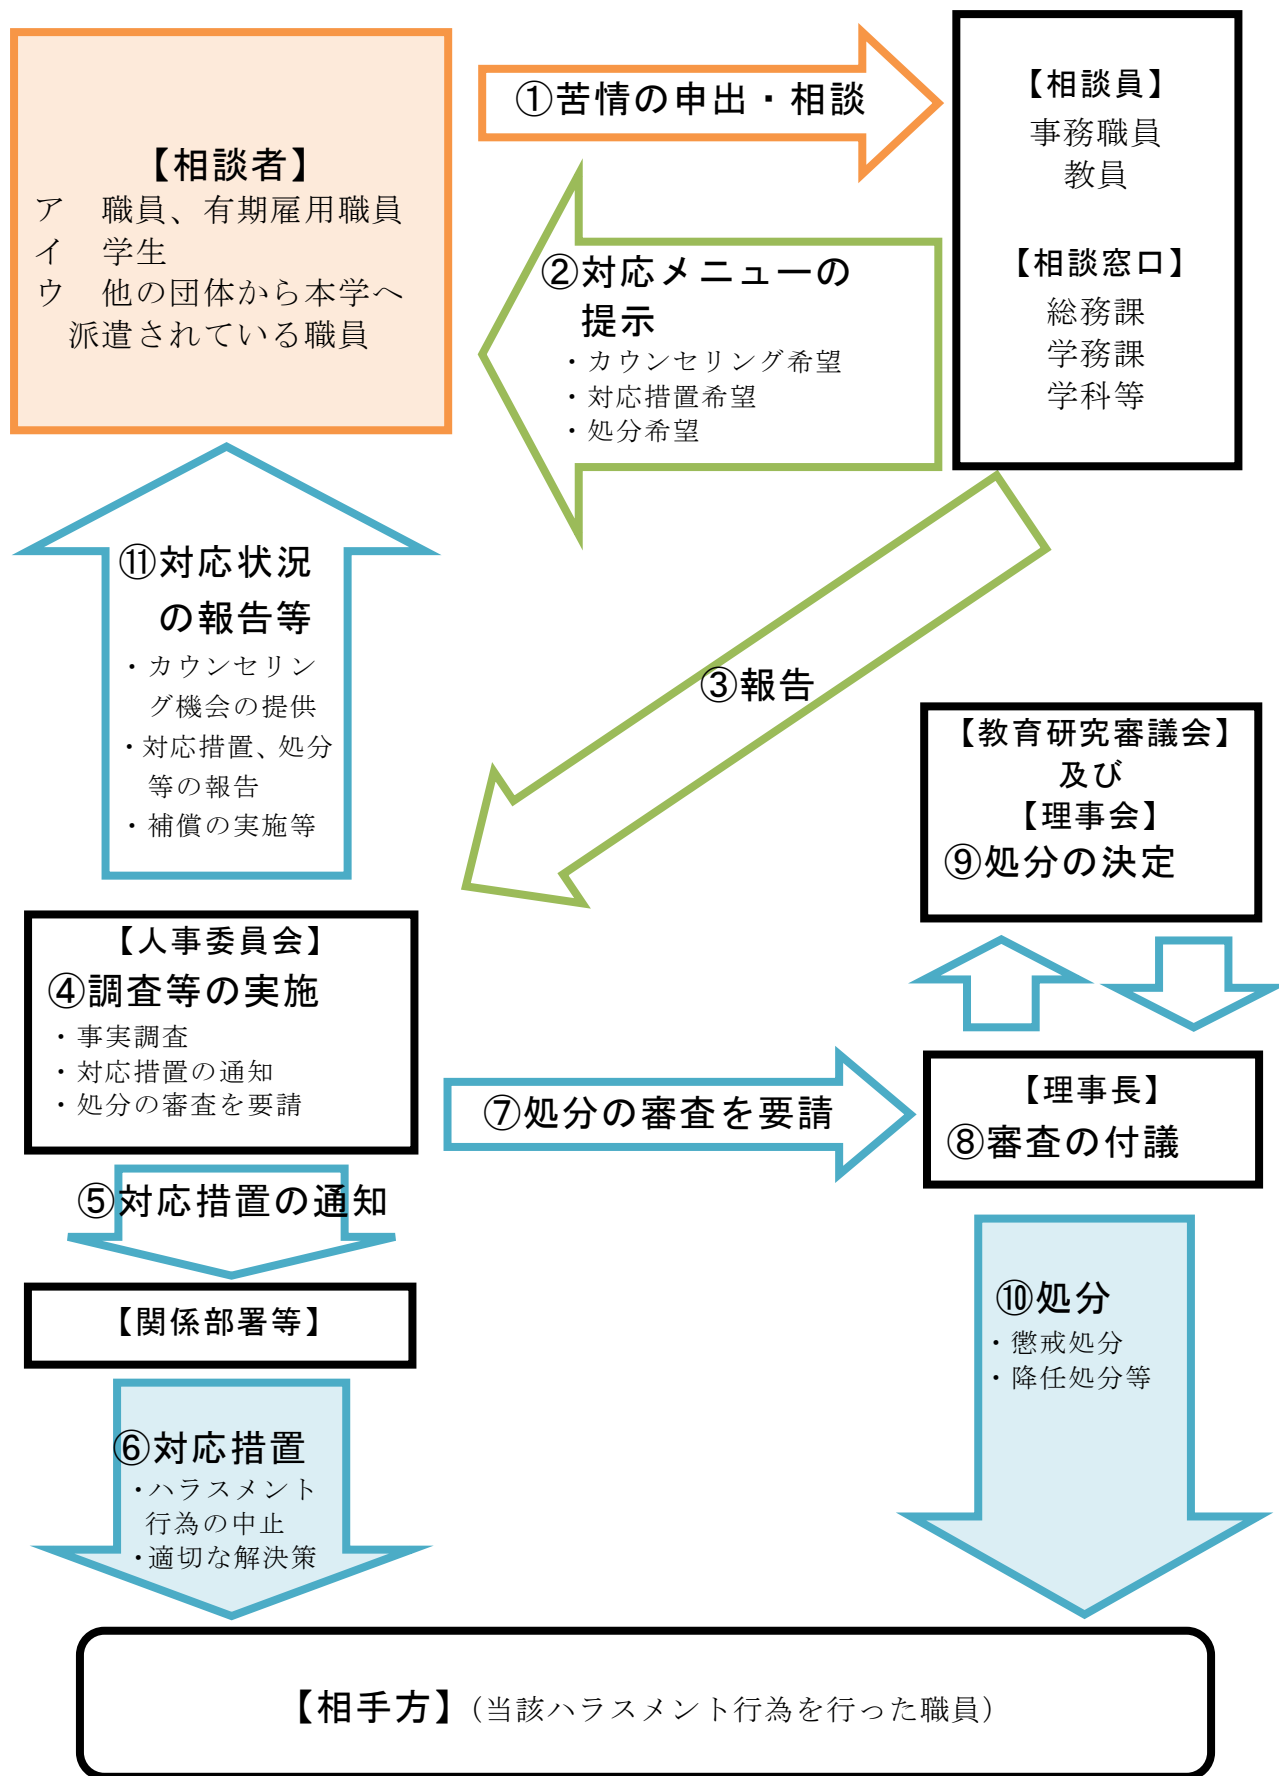 【相談者】
ア　職員、有期雇用職員
イ　学生
ウ　他の団体から本学へ
派遣されている職員
①苦情の申出・相談
【相談員】
事務職員
教員
【相談窓口】
総務課
学務課
学科等
②対応メニューの
提示
・カウンセリング希望
・対応措置希望
・処分希望
③報告
⑪対応状況
の報告等
・カウンセリン
グ機会の提供
・対応措置、処分
等の報告
・補償の実施等
【人事委員会】
④調査等の実施
・事実調査
・対応措置の通知
・処分の審査を要請
⑤対応措置の通知
【関係部署等】
⑥対応措置
・ハラスメント
行為の中止
・適切な解決策
⑦処分の審査を要請
【理事長】
⑧審査の付議
【教育研究審議会】
及び
【理事会】
⑨処分の決定
⑩処分
・懲戒処分
・降任処分等
【相手方】（当該ハラスメント行為を行った職員）